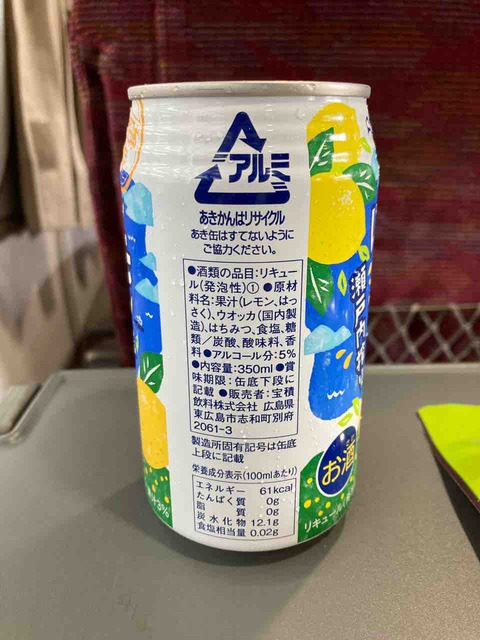 アルミ
あきかんはリサイクル
あき缶はすてないように
ご協力ください。
●酒類の品目:リキュー
ル(発泡性)① ●原材
料名:果汁(レモン、はっ
さく)、ウオッカ(国内製
造)、はちみつ、食塩、糖
類/炭酸、酸味料、香
料 ●アルコール分:5%
●内容量:350ml ●賞
味期限:缶底下段に
記載 ●販売者:宝積
飲料株式会社 広島県
東広島市志和町別府
2061-3
製造所固有記号は缶底
上段に記載
栄養成分表示(100mlあたり)
エネルギー 61kcal
たんぱく質 0g
脂質 0g
炭水化物 12.1g
食塩相当量 0.02g
瀬戸内
お酒
リキュール